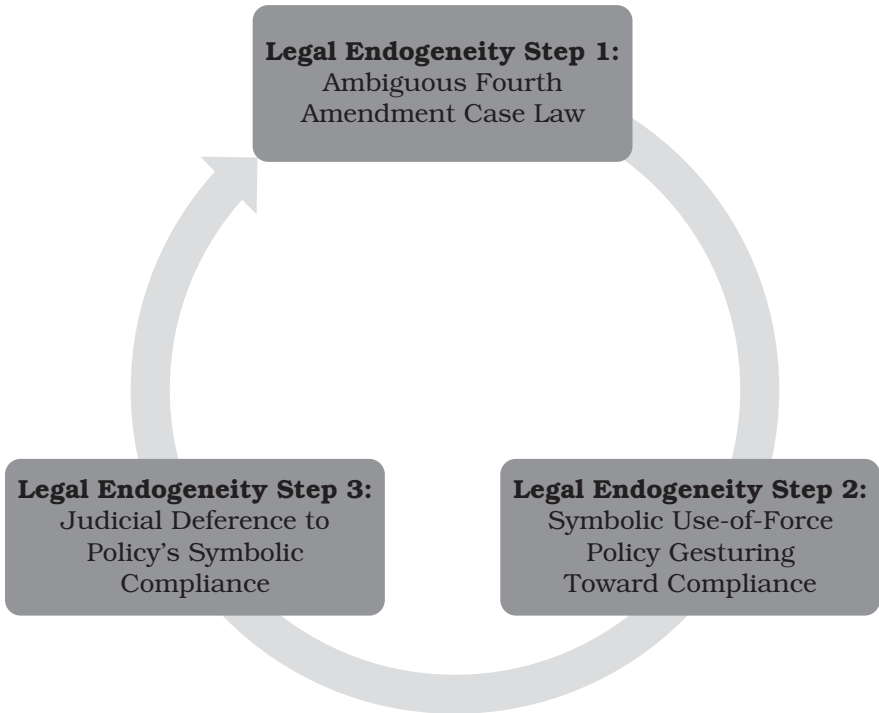 Legal Endogeneity Step 1:
Ambiguous Fourth
Amendment Case Law
Legal Endogeneity Step 2:
Symbolic Use-of-Force
Policy Gesturing
Toward Compliance
Legal Endogeneity Step 3:
Judicial Deference to
Policy's Symbolic
Compliance